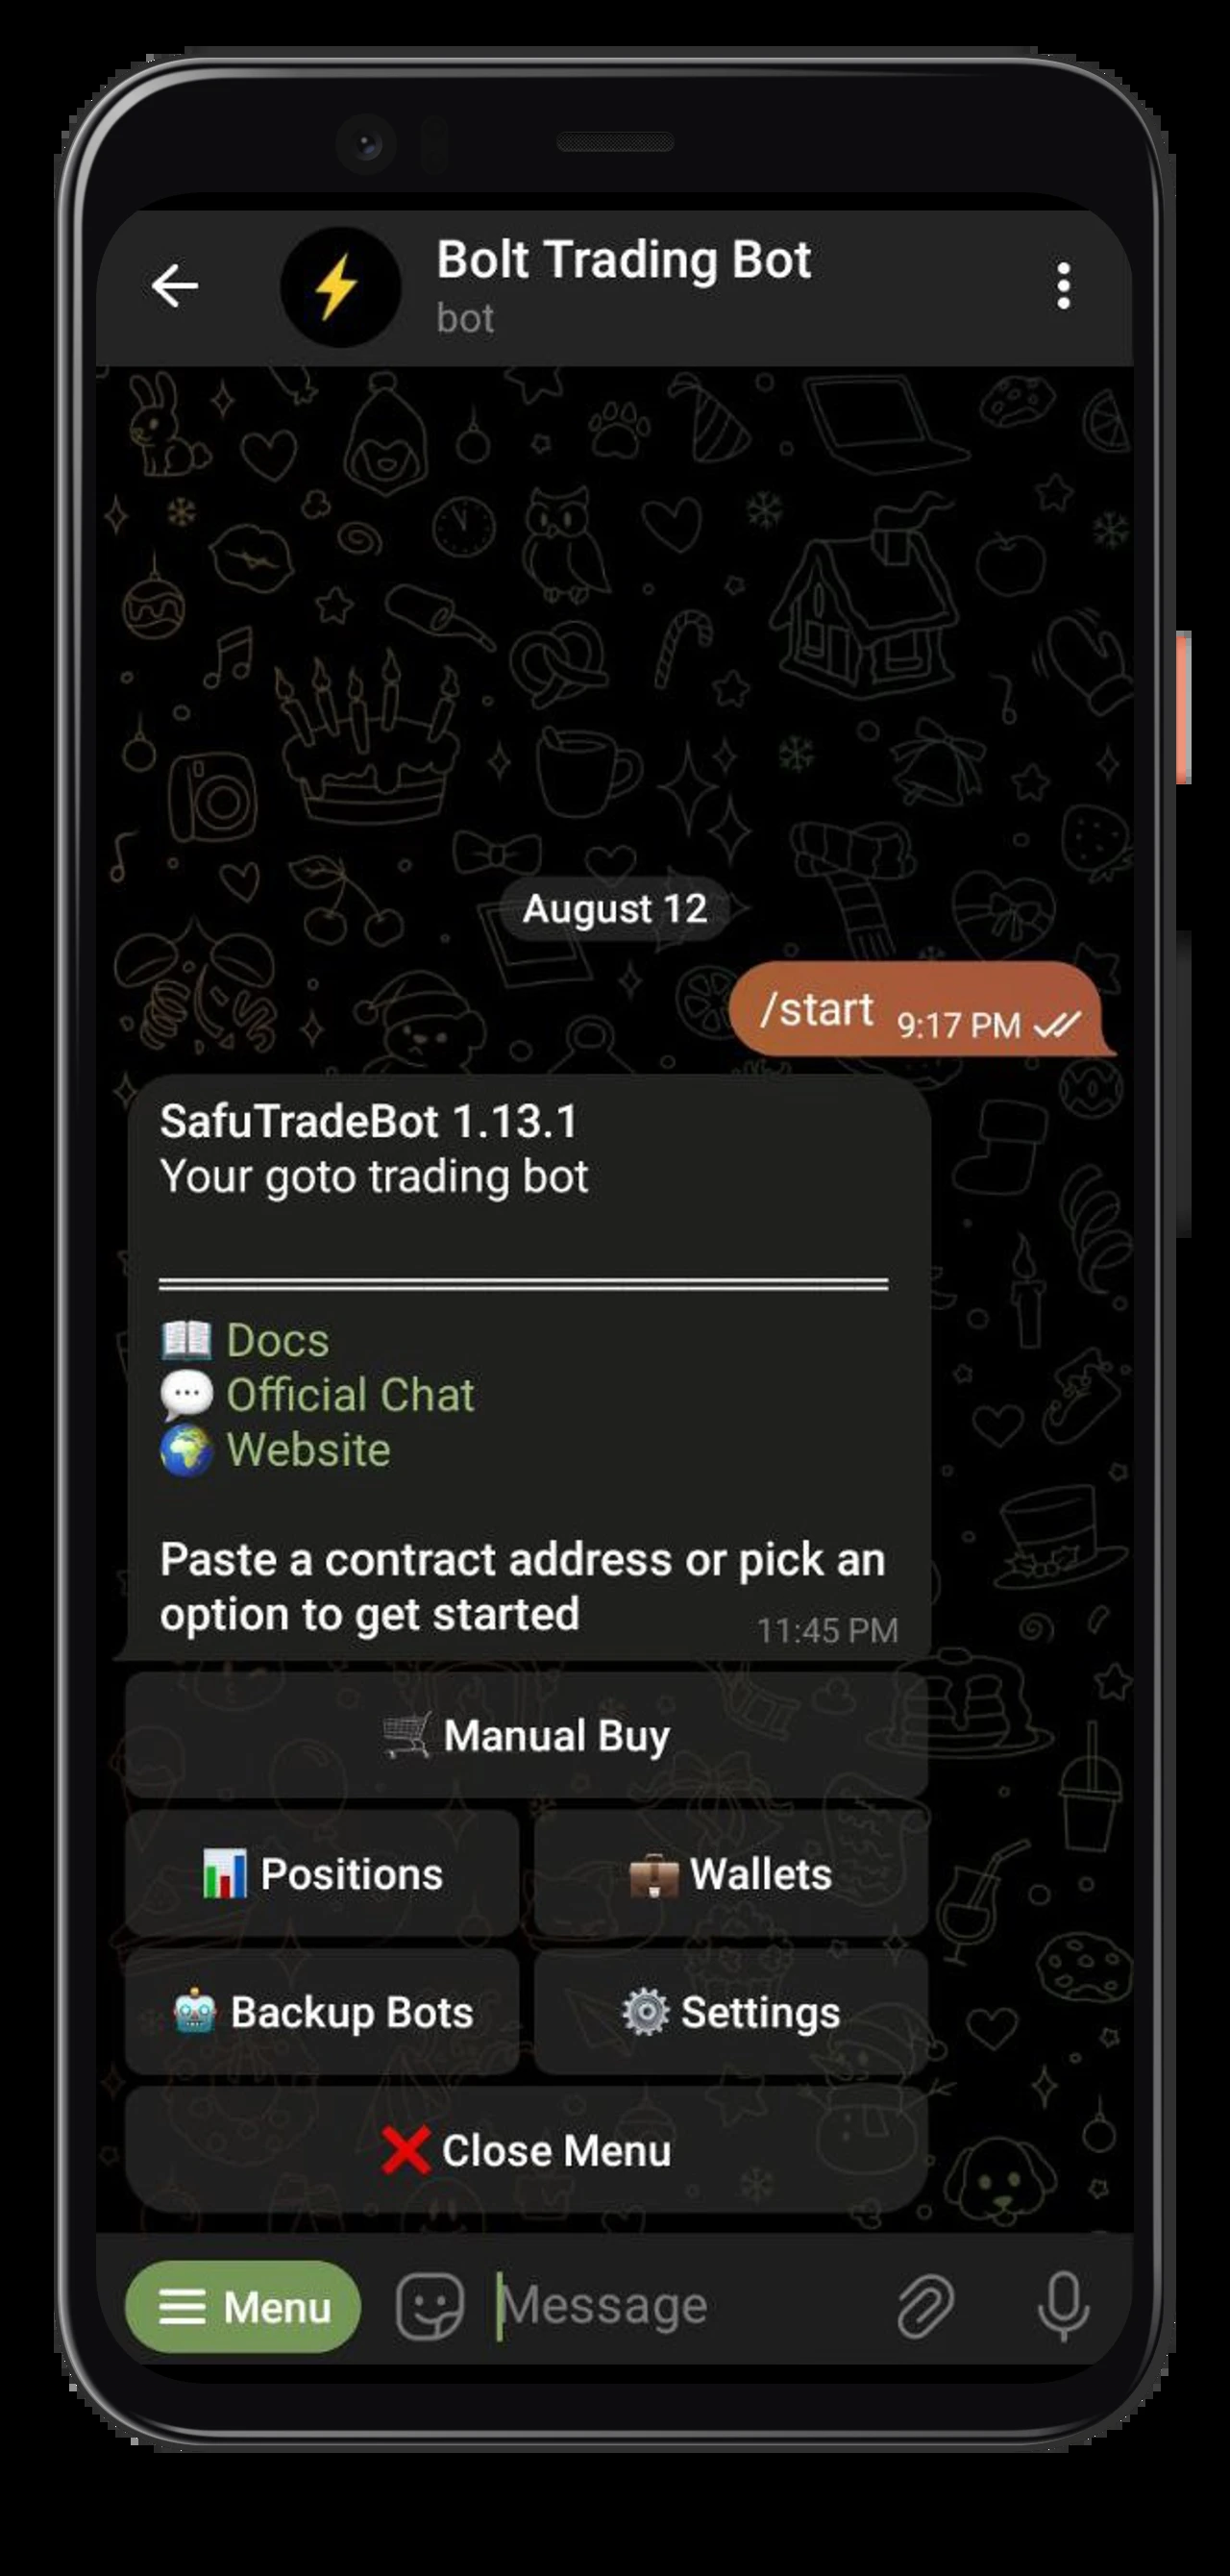 Bolt Trading Bot
bot
August 12
/start 9:17 PM
SafuTradeBot 1.13.1
Your goto trading bot
📖 Docs
💬 Official Chat
🌍 Website
Paste a contract address or pick an
option to get started 11:45 PM
🛒 Manual Buy
📊 Positions
💼 Wallets
🤖 Backup Bots
⚙️ Settings
❌ Close Menu
Menu
Message